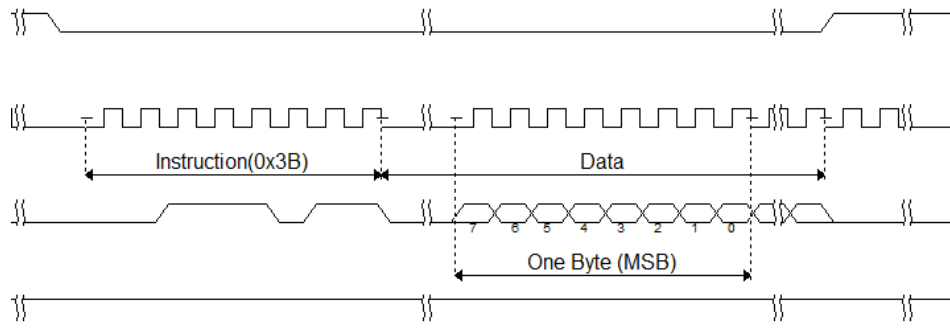 Instruction(0x3B)
Data
7 6 5 4 3 2 1 0
One Byte (MSB)